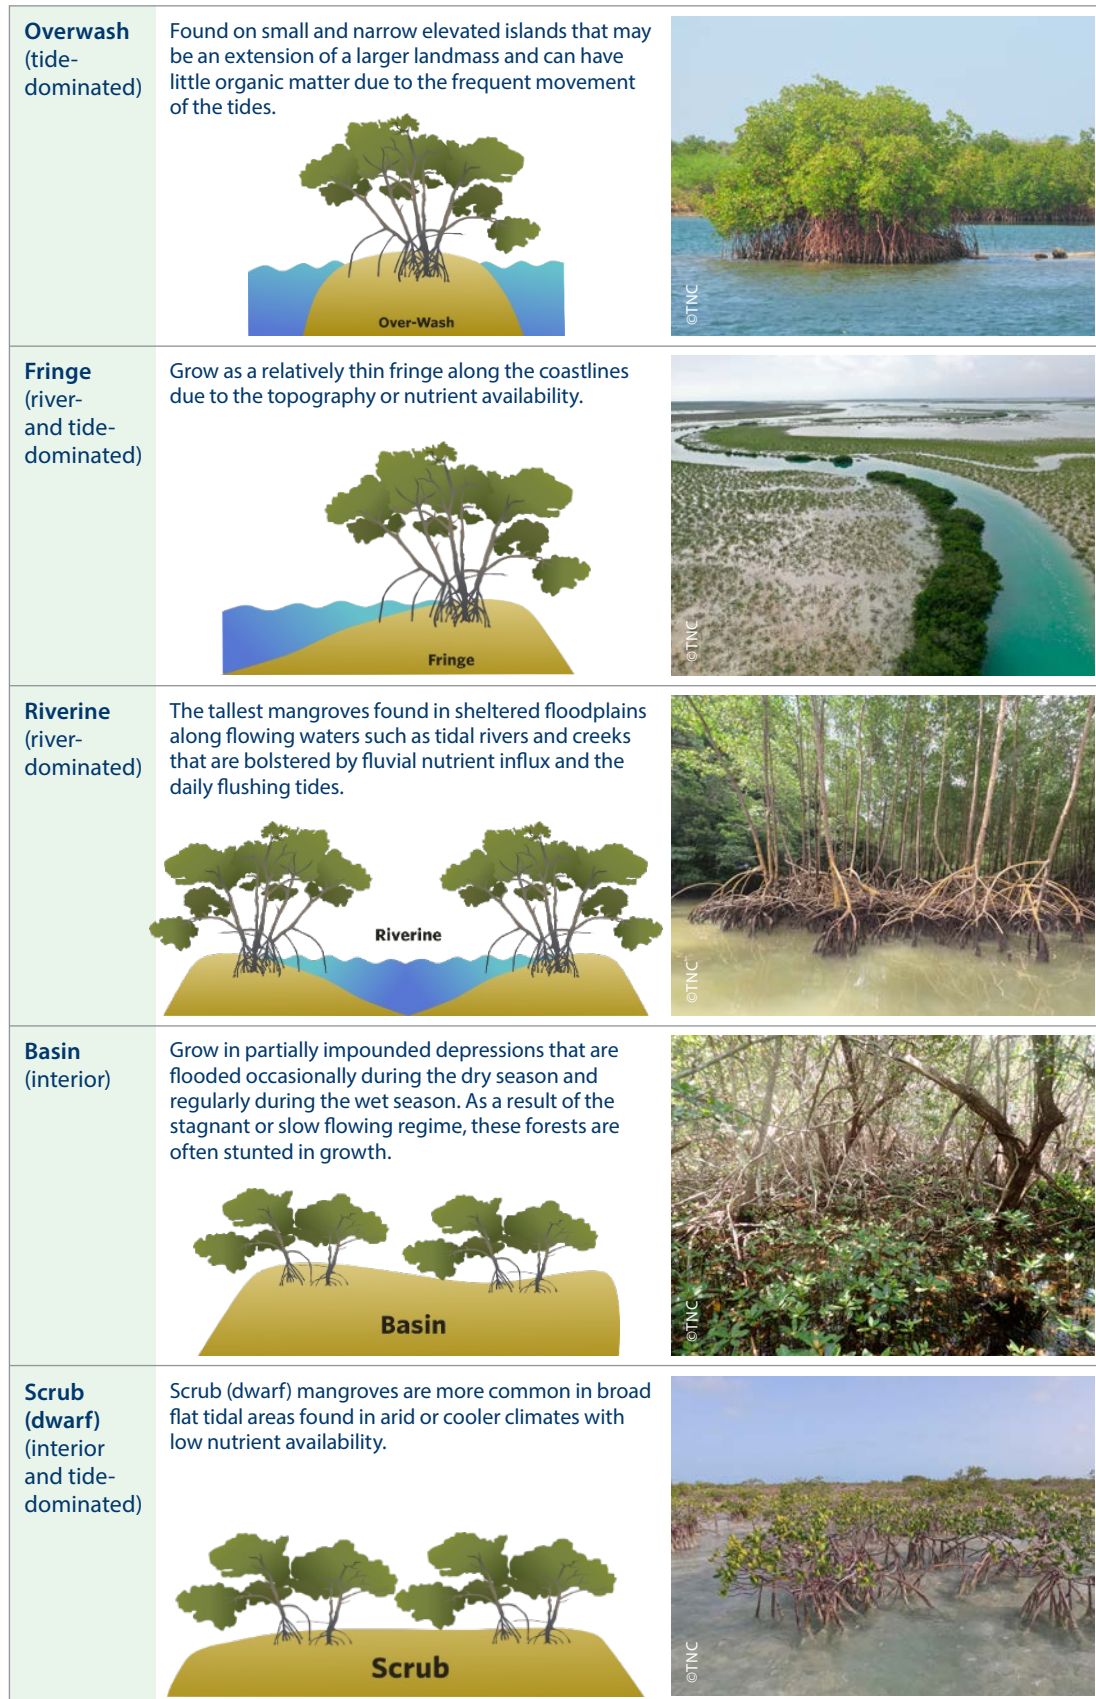 Overwash
(tide-
dominated)
Found on small and narrow elevated islands that may
be an extension of a larger landmass and can have
little organic matter due to the frequent movement
of the tides.
Over-Wash
©TNC
Fringe
(river-
and tide-
dominated)
Grow as a relatively thin fringe along the coastlines
due to the topography or nutrient availability.
Fringe
©TNC
Riverine
(river-
dominated)
The tallest mangroves found in sheltered floodplains
along flowing waters such as tidal rivers and creeks
that are bolstered by fluvial nutrient influx and the
daily flushing tides.
Riverine
©TNC
Basin
(interior)
Grow in partially impounded depressions that are
flooded occasionally during the dry season and
regularly during the wet season. As a result of the
stagnant or slow flowing regime, these forests are
often stunted in growth.
Basin
©TNC
Scrub
(dwarf)
(interior
and tide-
dominated)
Scrub (dwarf) mangroves are more common in broad
flat tidal areas found in arid or cooler climates with
low nutrient availability.
Scrub
©TNC